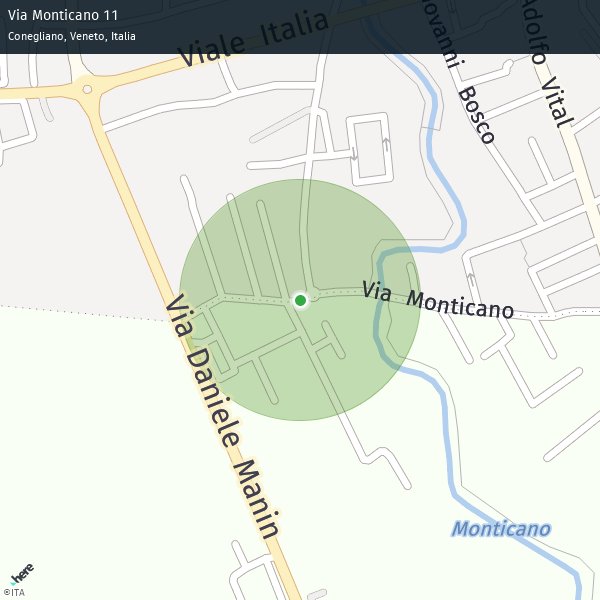 Via Monticano 11
Conegliano, Veneto, Italia
Viale Italia
ovanni Bosco
Adolfo Vital
Via Monticano
Via Daniele Manin
Monticano
here
©ITA